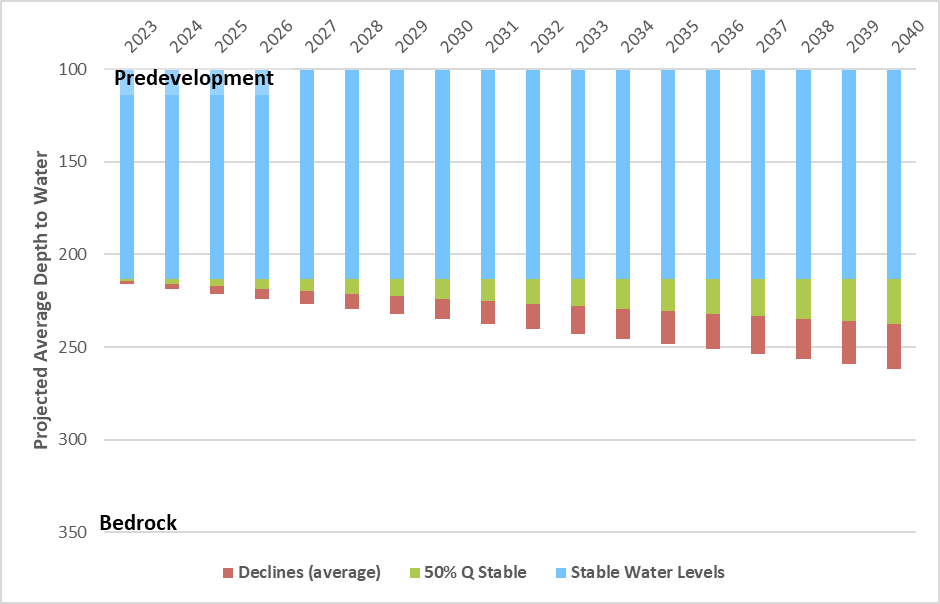 2023 2024 2025 2026 2027 2028 2029 2030 2031 2032 2033 2034 2035 2036 2037 2038 2039 2040
100
Predevelopment
150
200
250
300
350
Bedrock
Projected Average Depth to Water
Declines (average) 50% Q Stable Stable Water Levels